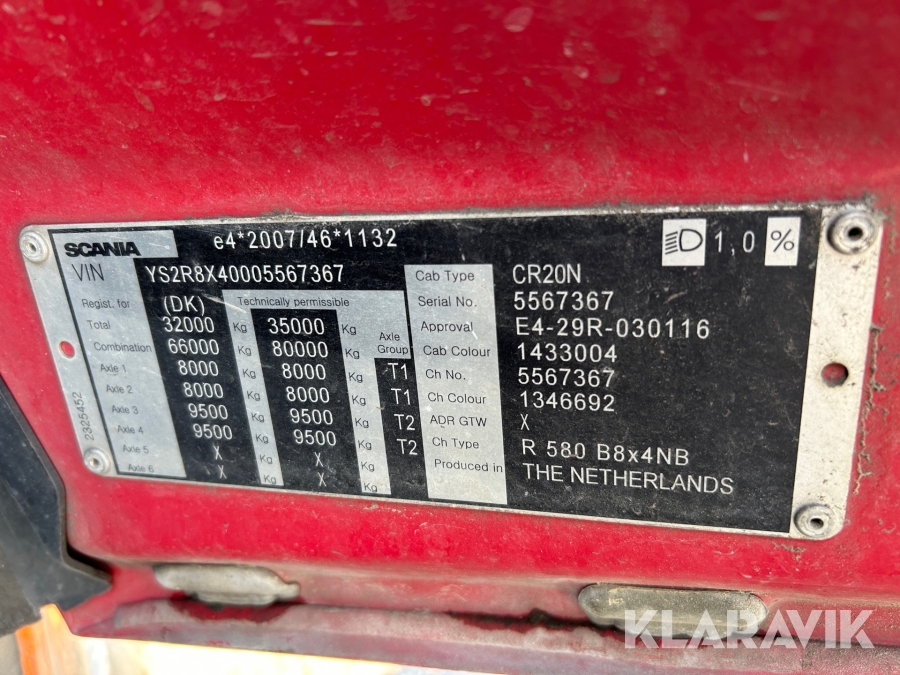 SCANIA e4*2007/46*1132 1,0 %
VIN YS2R8X40005567367
Regist. for (DK) Technically permissible
Total 32000 Kg 35000 Kg Axle Group
Combination 66000 Kg 80000 Kg
Axle 1 8000 Kg 8000 Kg T1
Axle 2 8000 Kg 8000 Kg T1
Axle 3 9500 Kg 9500 Kg T2
Axle 4 9500 Kg 9500 Kg T2
Axle 5 X Kg X Kg
Axle 6 X Kg X Kg
2325452
Cab Type CR20N
Serial No. 5567367
Approval E4-29R-030116
Cab Colour 1433004
Ch No. 5567367
Ch Colour 1346692
ADR GTW X
Ch Type R 580 B8x4NB
Produced in THE NETHERLANDS
KLARAVIK